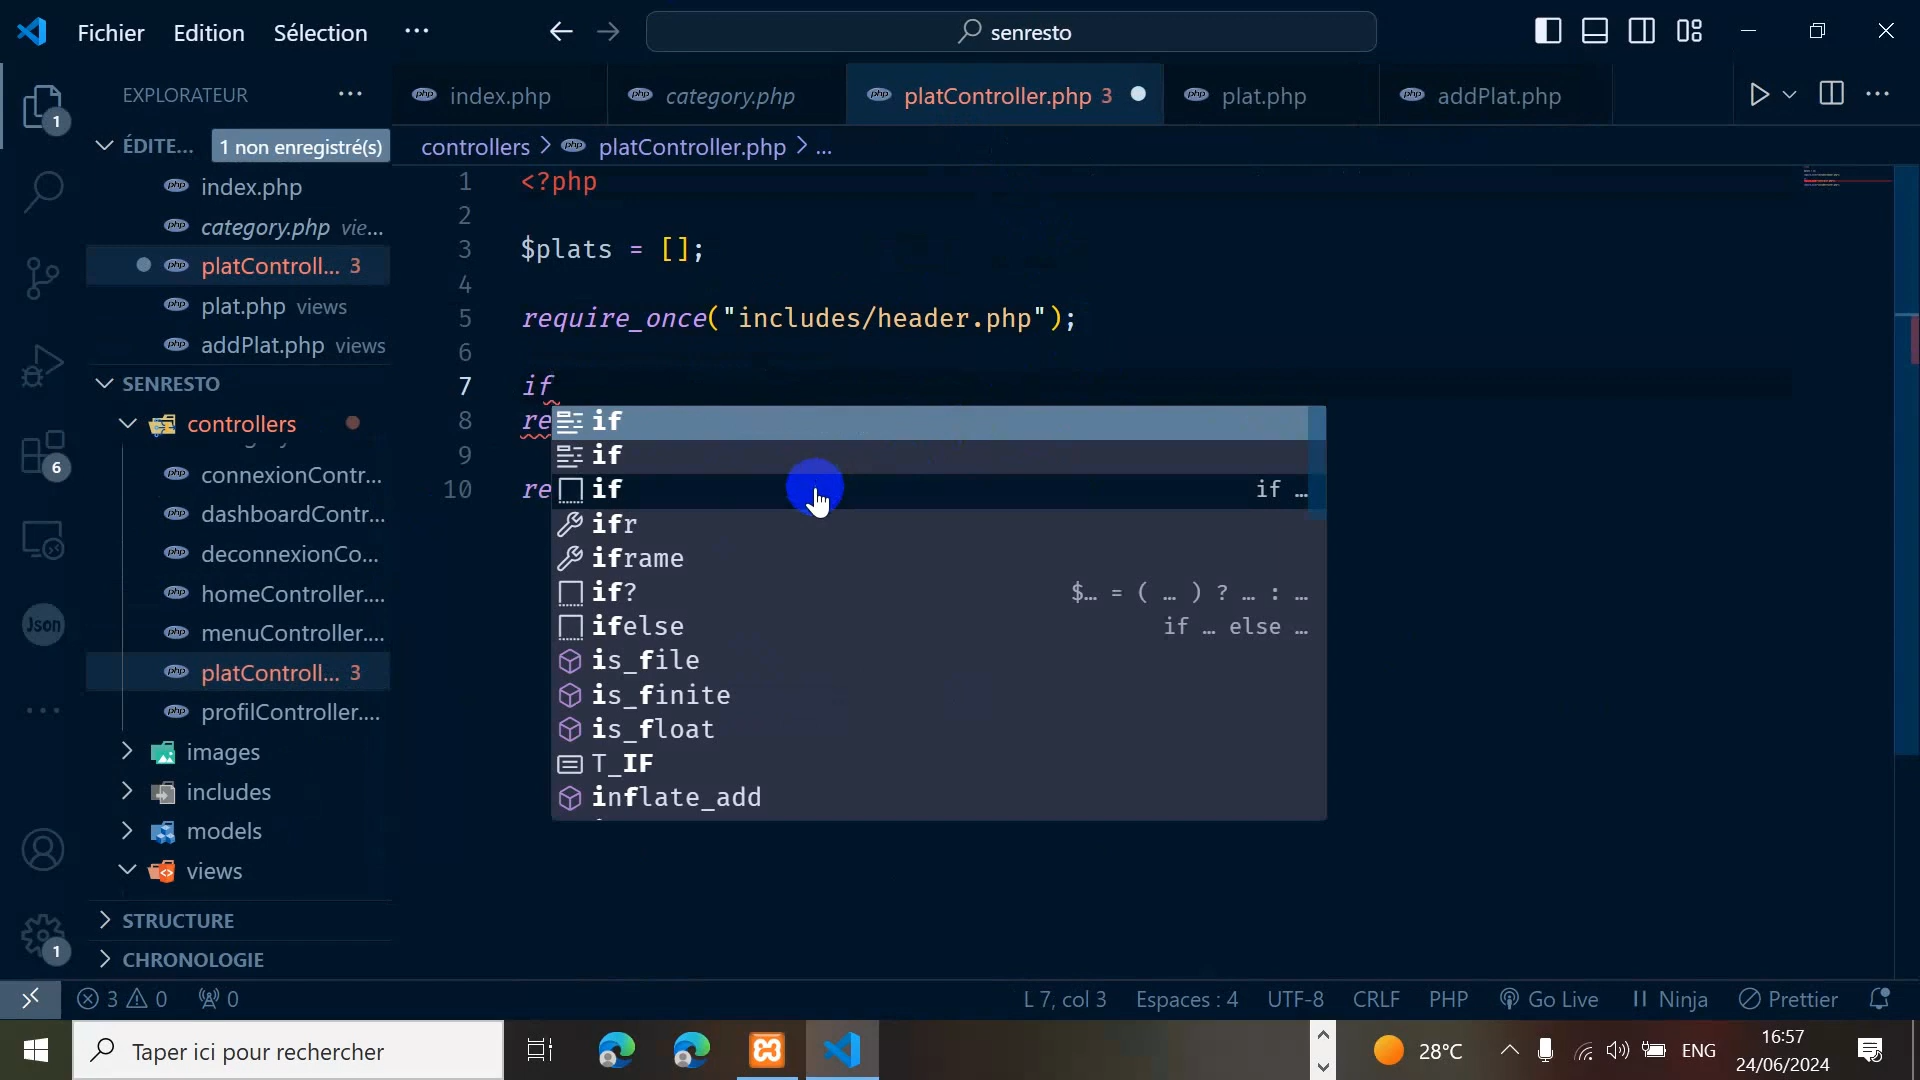 Fichier Edition Sélection ··· senresto
EXPLORATEUR ···
index.php category.php platController.php 3 plat.php addPlat.php ···
ÉDITE... 1 non enregistré(s)
controllers > platController.php > ...
index.php
category.php vie...
platControll... 3
plat.php views
addPlat.php views
SENRESTO
controllers
connexionContr...
dashboardContr...
deconnexionCo...
homeController....
menuController....
platControll... 3
profilController....
images
includes
models
views
STRUCTURE
CHRONOLOGIE
1
6
Json
1
1 <?php
2
3 $plats = [];
4
5 require_once("includes/header.php");
6
7 if
8 re
9
10 re
if
if
if if ...
ifr
iframe
if? $... = ( ... ) ? ... : ...
ifelse if ... else ...
is_file
is_finite
is_float
T_IF
inflate_add
3 0 0 L 7, col 3 Espaces : 4 UTF-8 CRLF PHP Go Live Ninja Prettier
Taper ici pour rechercher
28°C ENG 16:57
24/06/2024